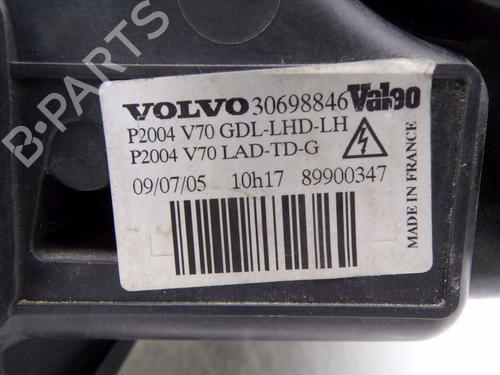 VOLVO 30698846 Valeo
P2004 V70 GDL-LHD-LH
P2004 V70 LAD-TD-G
09/07/05 10h17 89900347
MADE IN FRANCE